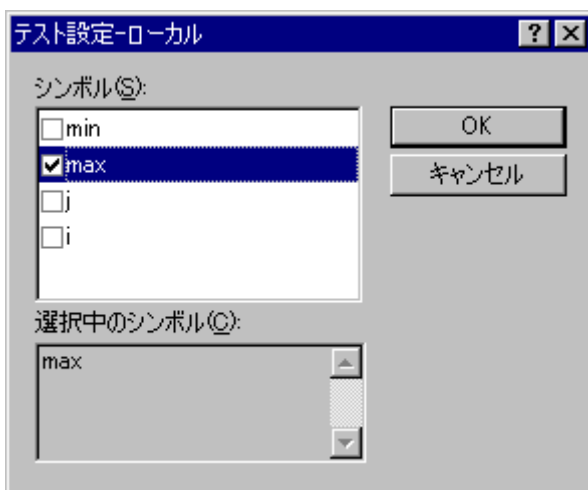 テスト設定-ローカル
シンボル(S):
min
max
j
i
OK
キャンセル
選択中のシンボル(C):
max